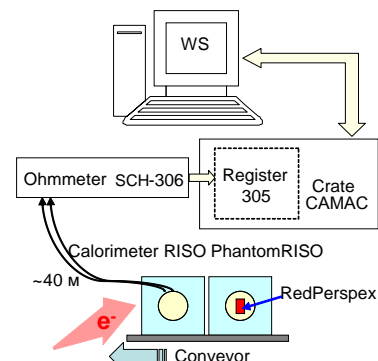 WS
Ohmmeter SCH-306
Register
305
Crate
CAMAC
Calorimeter RISO PhantomRISO
~40 м
RedPerspex
e-
Conveyor